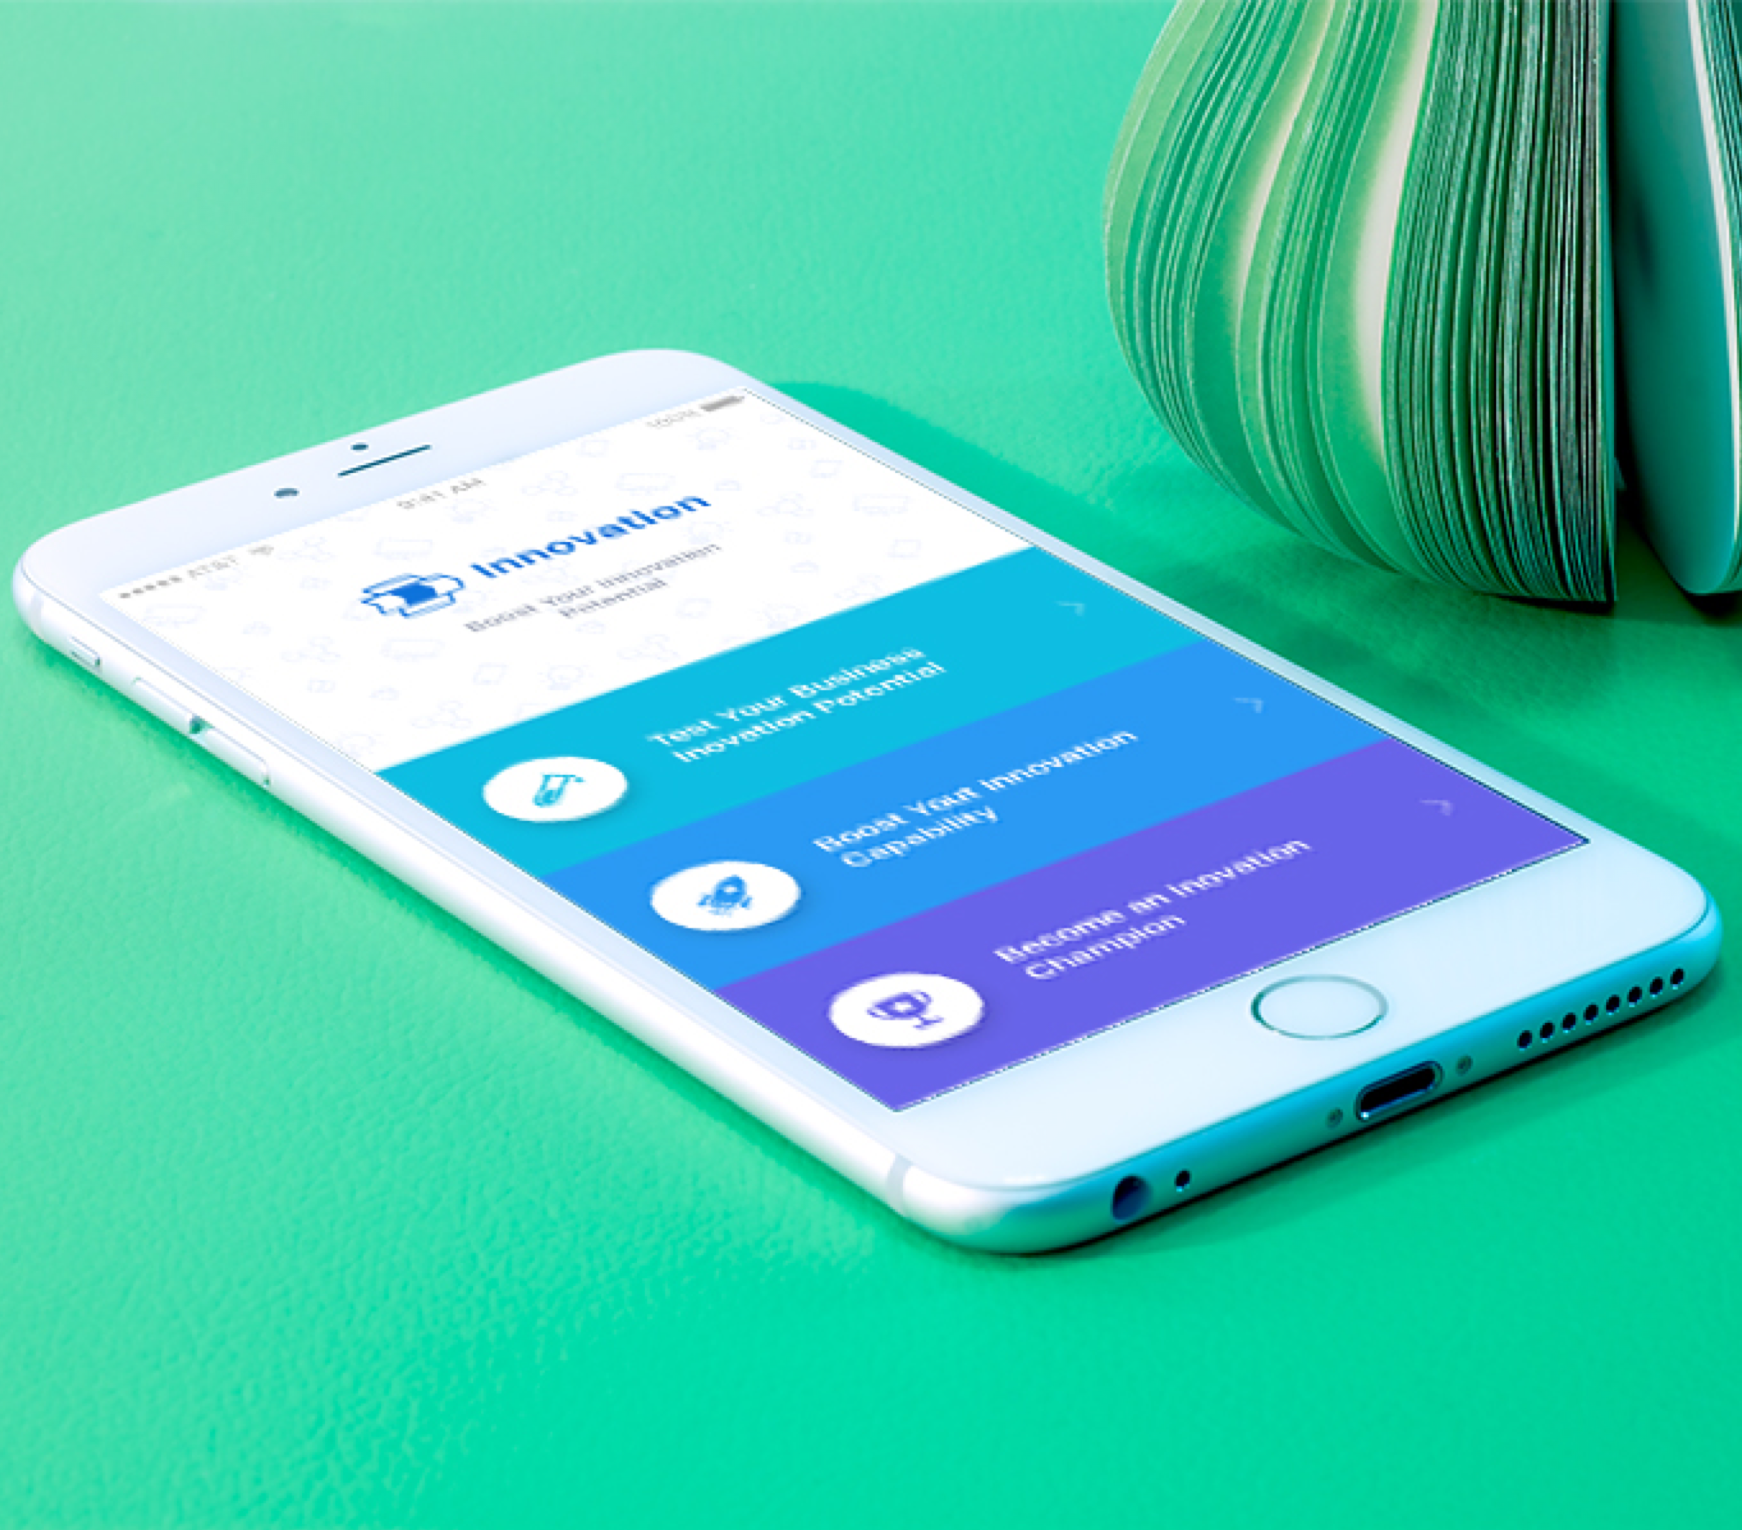 AT&T
9:41 AM
100%
Innovation
Boost Your Innovation
Potential
Test Your Business
Inovation Potential
Boost Your Innovation
Capability
Become an Inovation
Champion